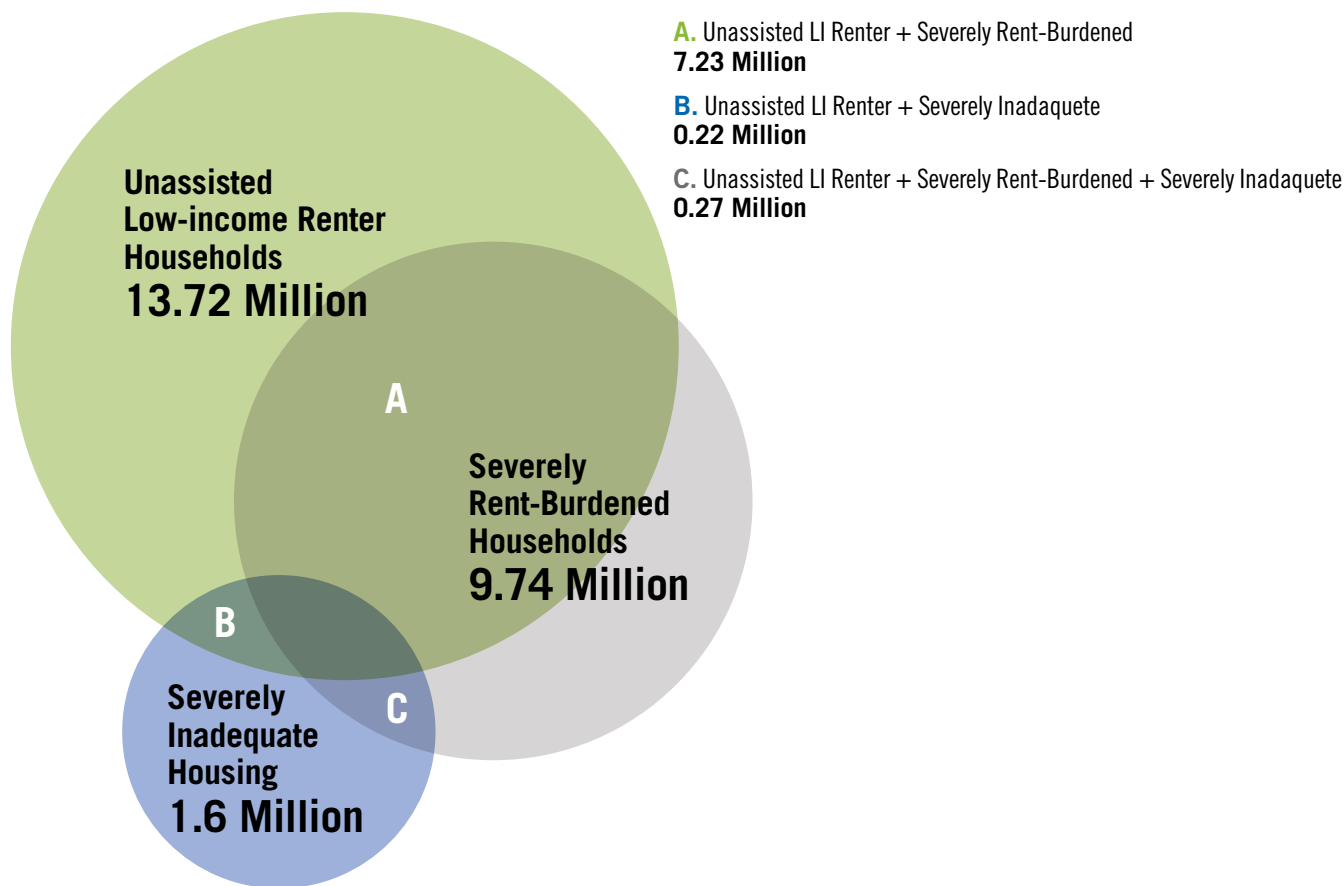 A. Unassisted LI Renter + Severely Rent-Burdened
7.23 Million
B. Unassisted LI Renter + Severely Inadaquete
0.22 Million
C. Unassisted LI Renter + Severely Rent-Burdened + Severely Inadaquete
0.27 Million
Unassisted
Low-income Renter
Households
13.72 Million
A
Severely
Rent-Burdened
Households
9.74 Million
B
C
Severely
Inadequate
Housing
1.6 Million